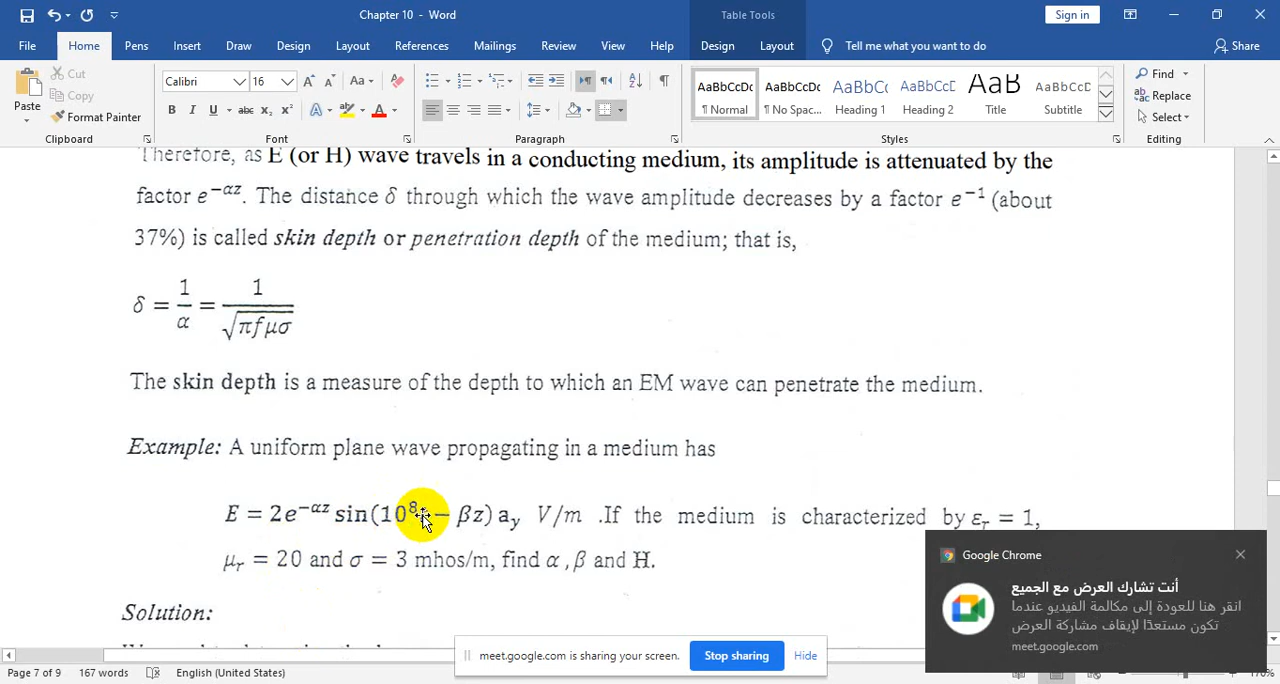 Chapter 10 - Word
Table Tools
Sign in
File Home Pens Insert Draw Design Layout References Mailings Review View Help Design Layout Tell me what you want to do Share
Paste
Cut
Copy
Format Painter
Calibri 16
Clipboard
Font
Paragraph
AaBbCcDc AaBbCcDc AaBbC AaBbCcD AaB AaBbCcD
¶ Normal ¶ No Spac... Heading 1 Heading 2 Title Subtitle
Styles
Find
Replace
Select
Editing
Therefore, as E (or H) wave travels in a conducting medium, its amplitude is attenuated by the
factor e^{−αz}. The distance δ through which the wave amplitude decreases by a factor e^{−1} (about
37%) is called skin depth or penetration depth of the medium; that is,
δ = 1/α = 1/√(πfμσ)
The skin depth is a measure of the depth to which an EM wave can penetrate the medium.
Example: A uniform plane wave propagating in a medium has
E = 2e^{−αz} sin(10^8 − βz) a_y V/m .If the medium is characterized by ε_r = 1,
μ_r = 20 and σ = 3 mhos/m, find α ,β and H.
Solution:
Google Chrome
أنت تشارك العرض مع الجميع
انقر هنا للعودة إلى مكالمة الفيديو عندما
تكون مستعدًا لإيقاف مشاركة العرض
meet.google.com
meet.google.com is sharing your screen. Stop sharing Hide
Page 7 of 9 167 words English (United States) 170%